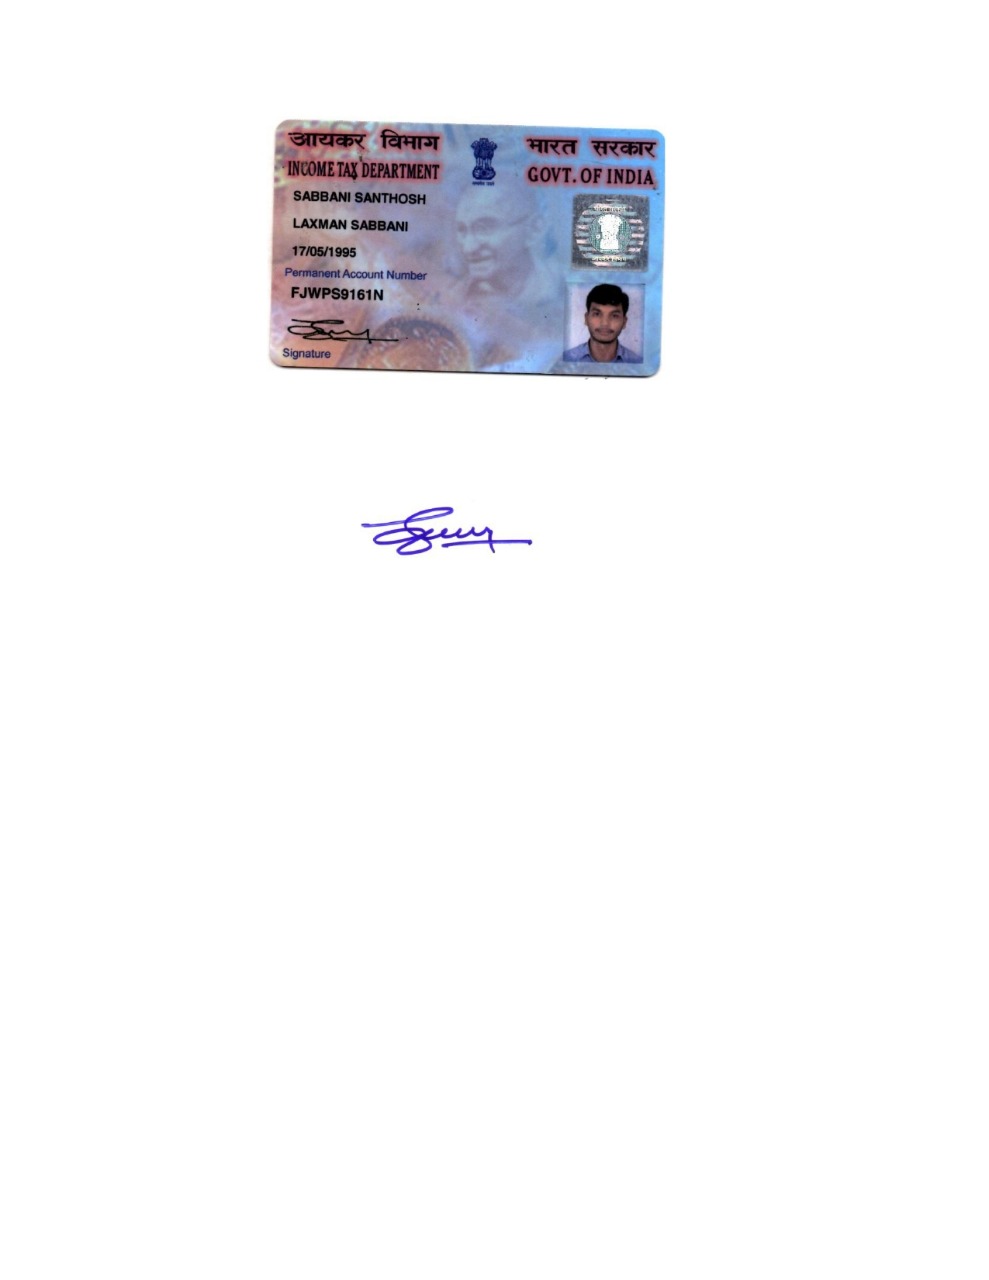 आयकर विभाग
INCOME TAX DEPARTMENT
भारत सरकार
GOVT. OF INDIA
SABBANI SANTHOSH
LAXMAN SABBANI
17/05/1995
Permanent Account Number
FJWPS9161N
Signature